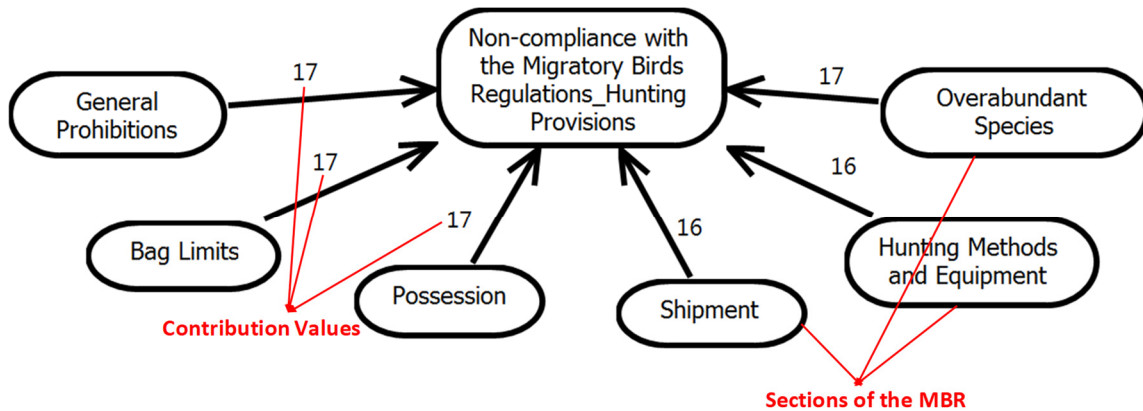 Non-compliance with
the Migratory Birds
Regulations_Hunting
Provisions
17
General
Prohibitions
17
Overabundant
Species
17
Bag Limits
17
Possession
16
Shipment
16
Hunting Methods
and Equipment
Contribution Values
Sections of the MBR